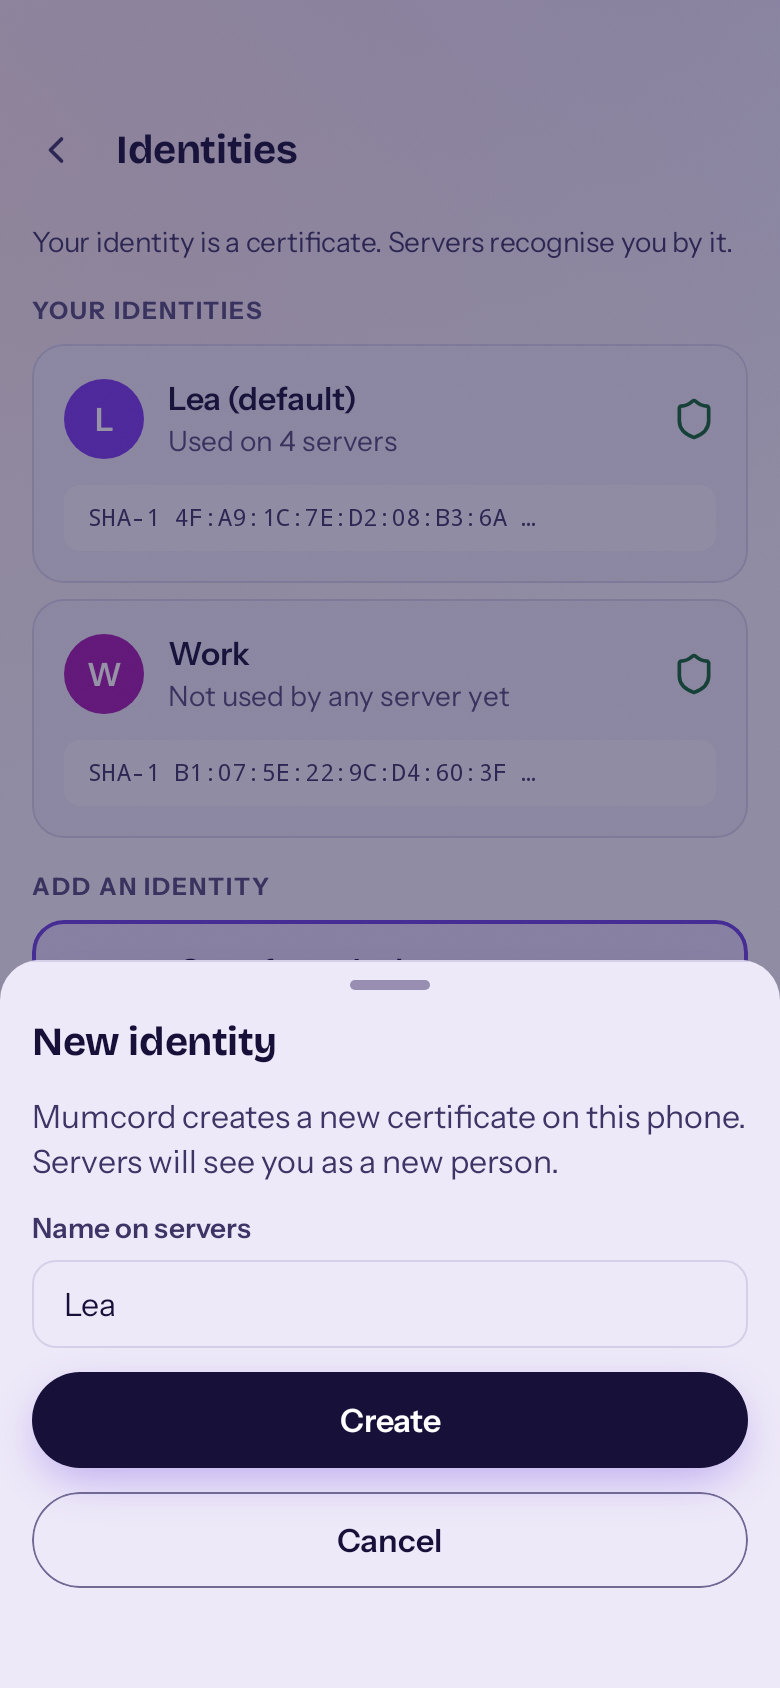 Identities
Your identity is a certificate. Servers recognise you by it.
YOUR IDENTITIES
L
Lea (default)
Used on 4 servers
SHA-1 4F:A9:1C:7E:D2:08:B3:6A …
W
Work
Not used by any server yet
SHA-1 B1:07:5E:22:9C:D4:60:3F …
ADD AN IDENTITY
New identity
Mumcord creates a new certificate on this phone.
Servers will see you as a new person.
Name on servers
Lea
Create
Cancel